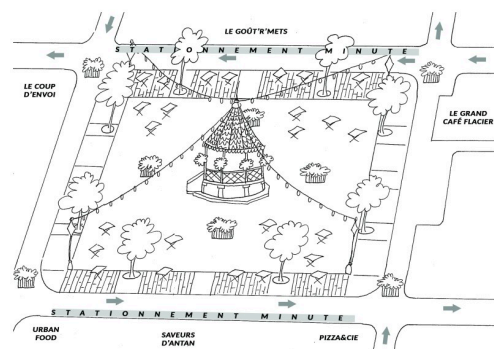 LE GOÛT'R'METS
STATIONNEMENT MINUTE
LE COUP
D'ENVOI
LE GRAND
CAFÉ FLACIER
STATIONNEMENT MINUTE
URBAN
FOOD
SAVEURS
D'ANTAN
PIZZA&CIE